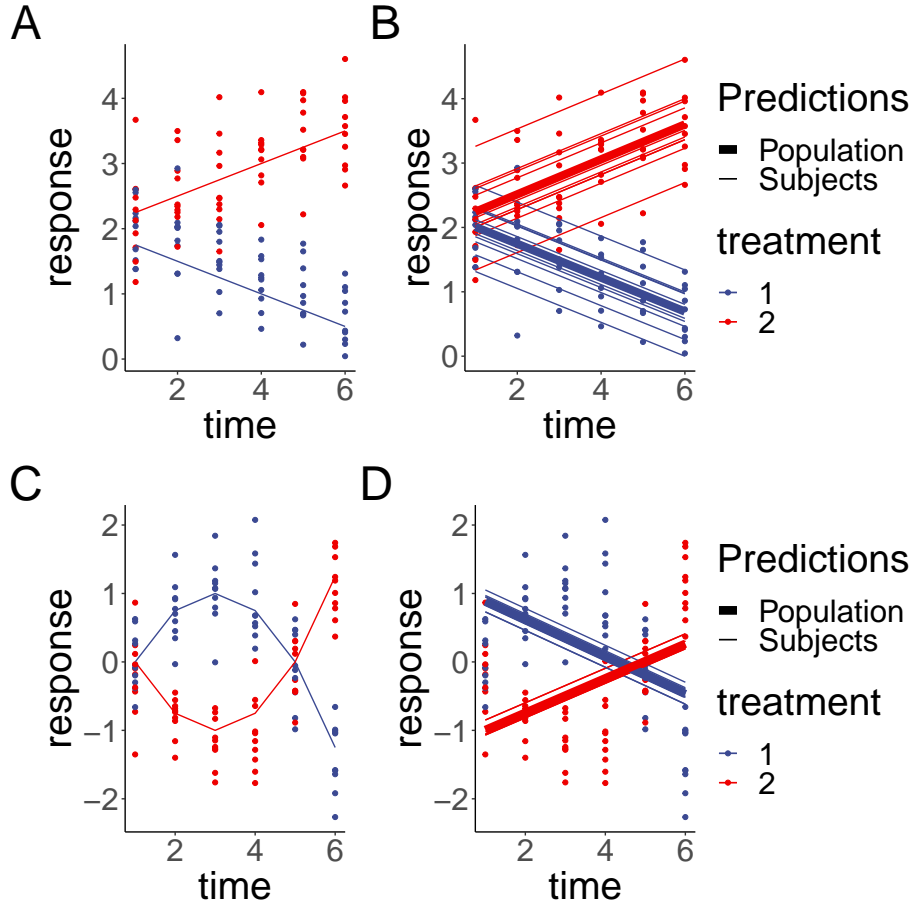 A
response
4
3
2
1
0
2 4 6
time
B
response
4
3
2
1
0
2 4 6
time
Predictions
Population
Subjects
treatment
1
2
C
response
2
1
0
−1
−2
2 4 6
time
D
response
2
1
0
−1
−2
2 4 6
time
Predictions
Population
Subjects
treatment
1
2